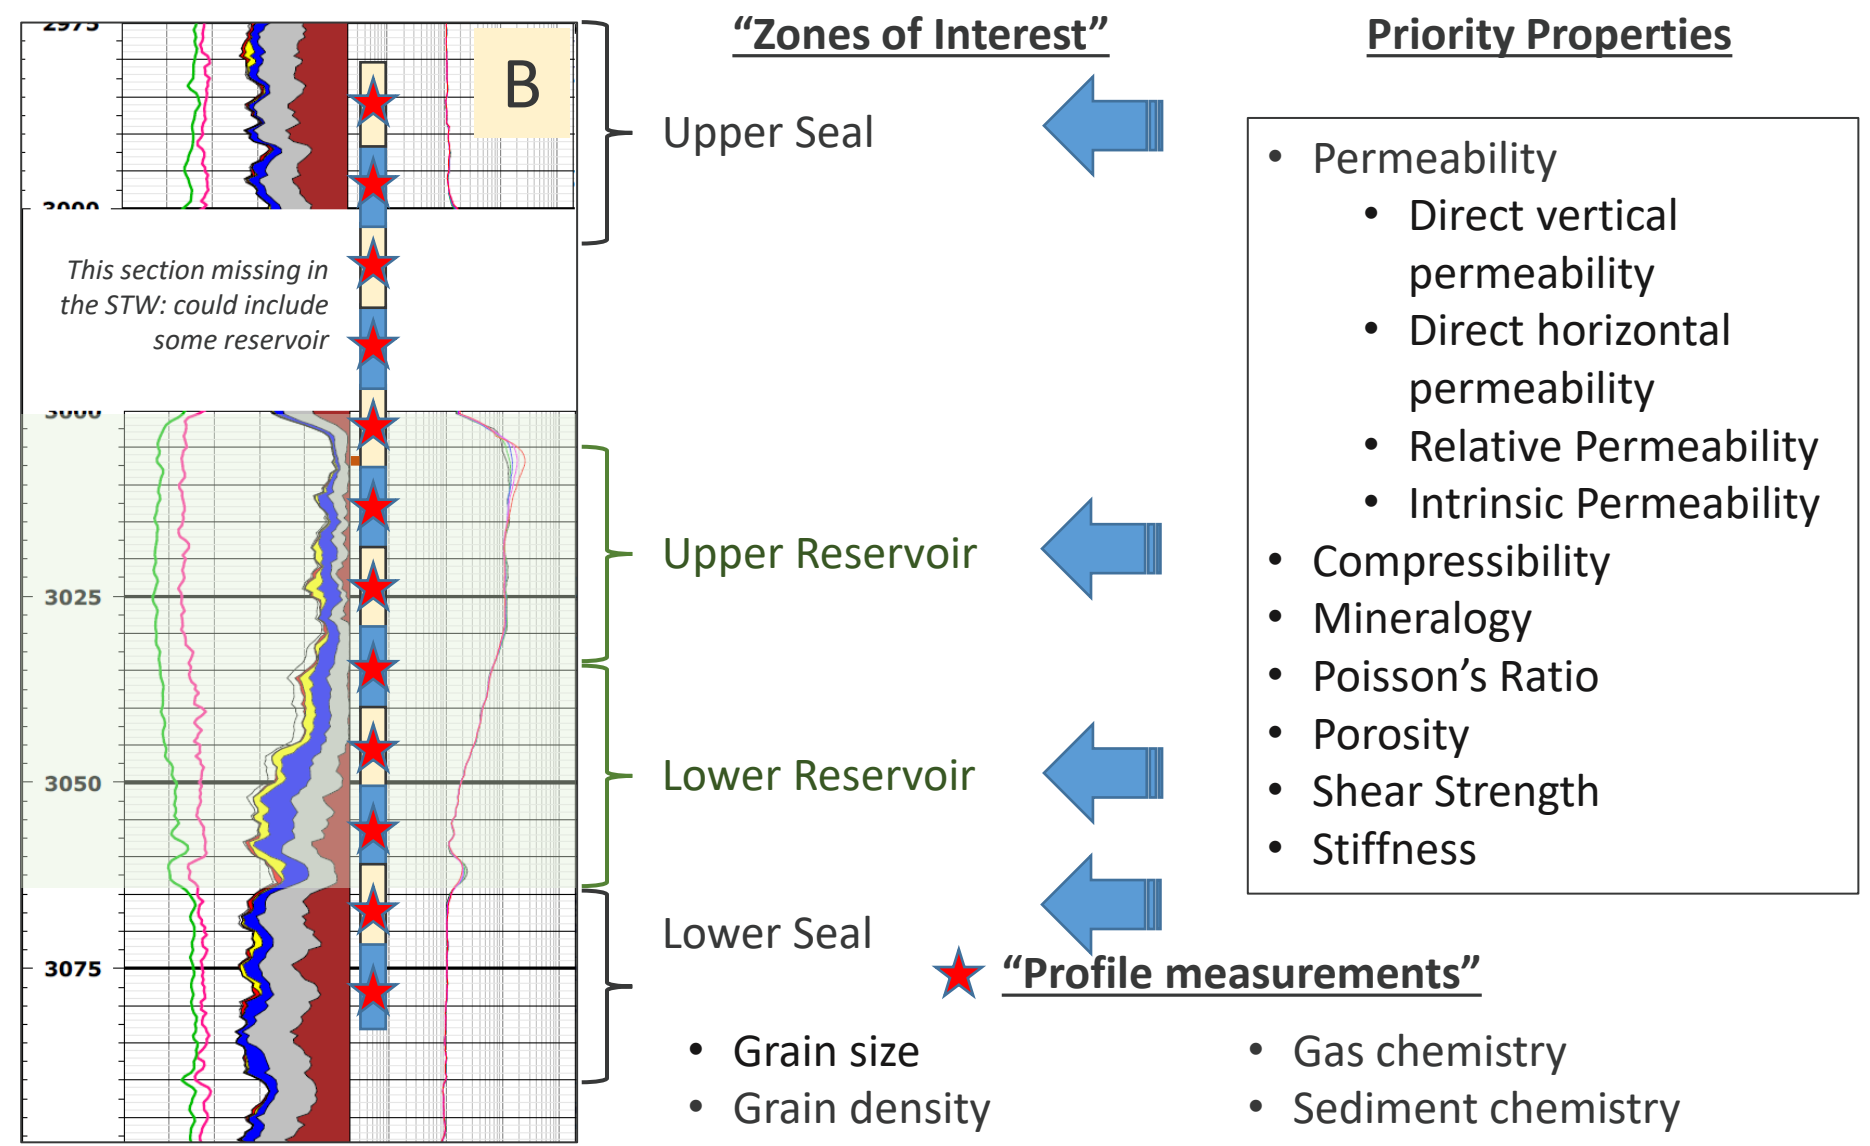 2975
B
3000
This section missing in
the STW: could include
some reservoir
3000
3025
3050
3075
“Zones of Interest”
Upper Seal
Upper Reservoir
Lower Reservoir
Lower Seal
Priority Properties
• Permeability
• Direct vertical
permeability
• Direct horizontal
permeability
• Relative Permeability
• Intrinsic Permeability
• Compressibility
• Mineralogy
• Poisson’s Ratio
• Porosity
• Shear Strength
• Stiffness
“Profile measurements”
• Grain size
• Grain density
• Gas chemistry
• Sediment chemistry